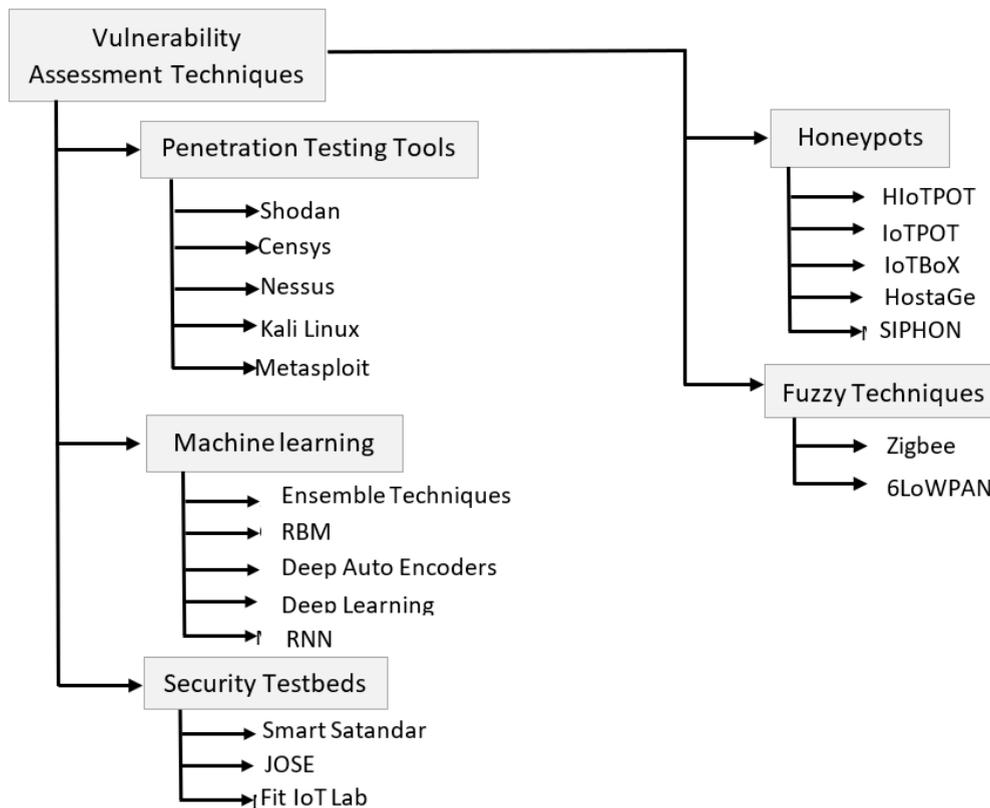 Vulnerability
Assessment Techniques
Penetration Testing Tools
Shodan
Censys
Nessus
Kali Linux
Metasploit
Machine learning
Ensemble Techniques
RBM
Deep Auto Encoders
Deep Learning
RNN
Security Testbeds
Smart Satandar
JOSE
Fit IoT Lab
Honeypots
HIoTPOT
IoTPOT
IoTBoX
HostaGe
SIPHON
Fuzzy Techniques
Zigbee
6LoWPAN